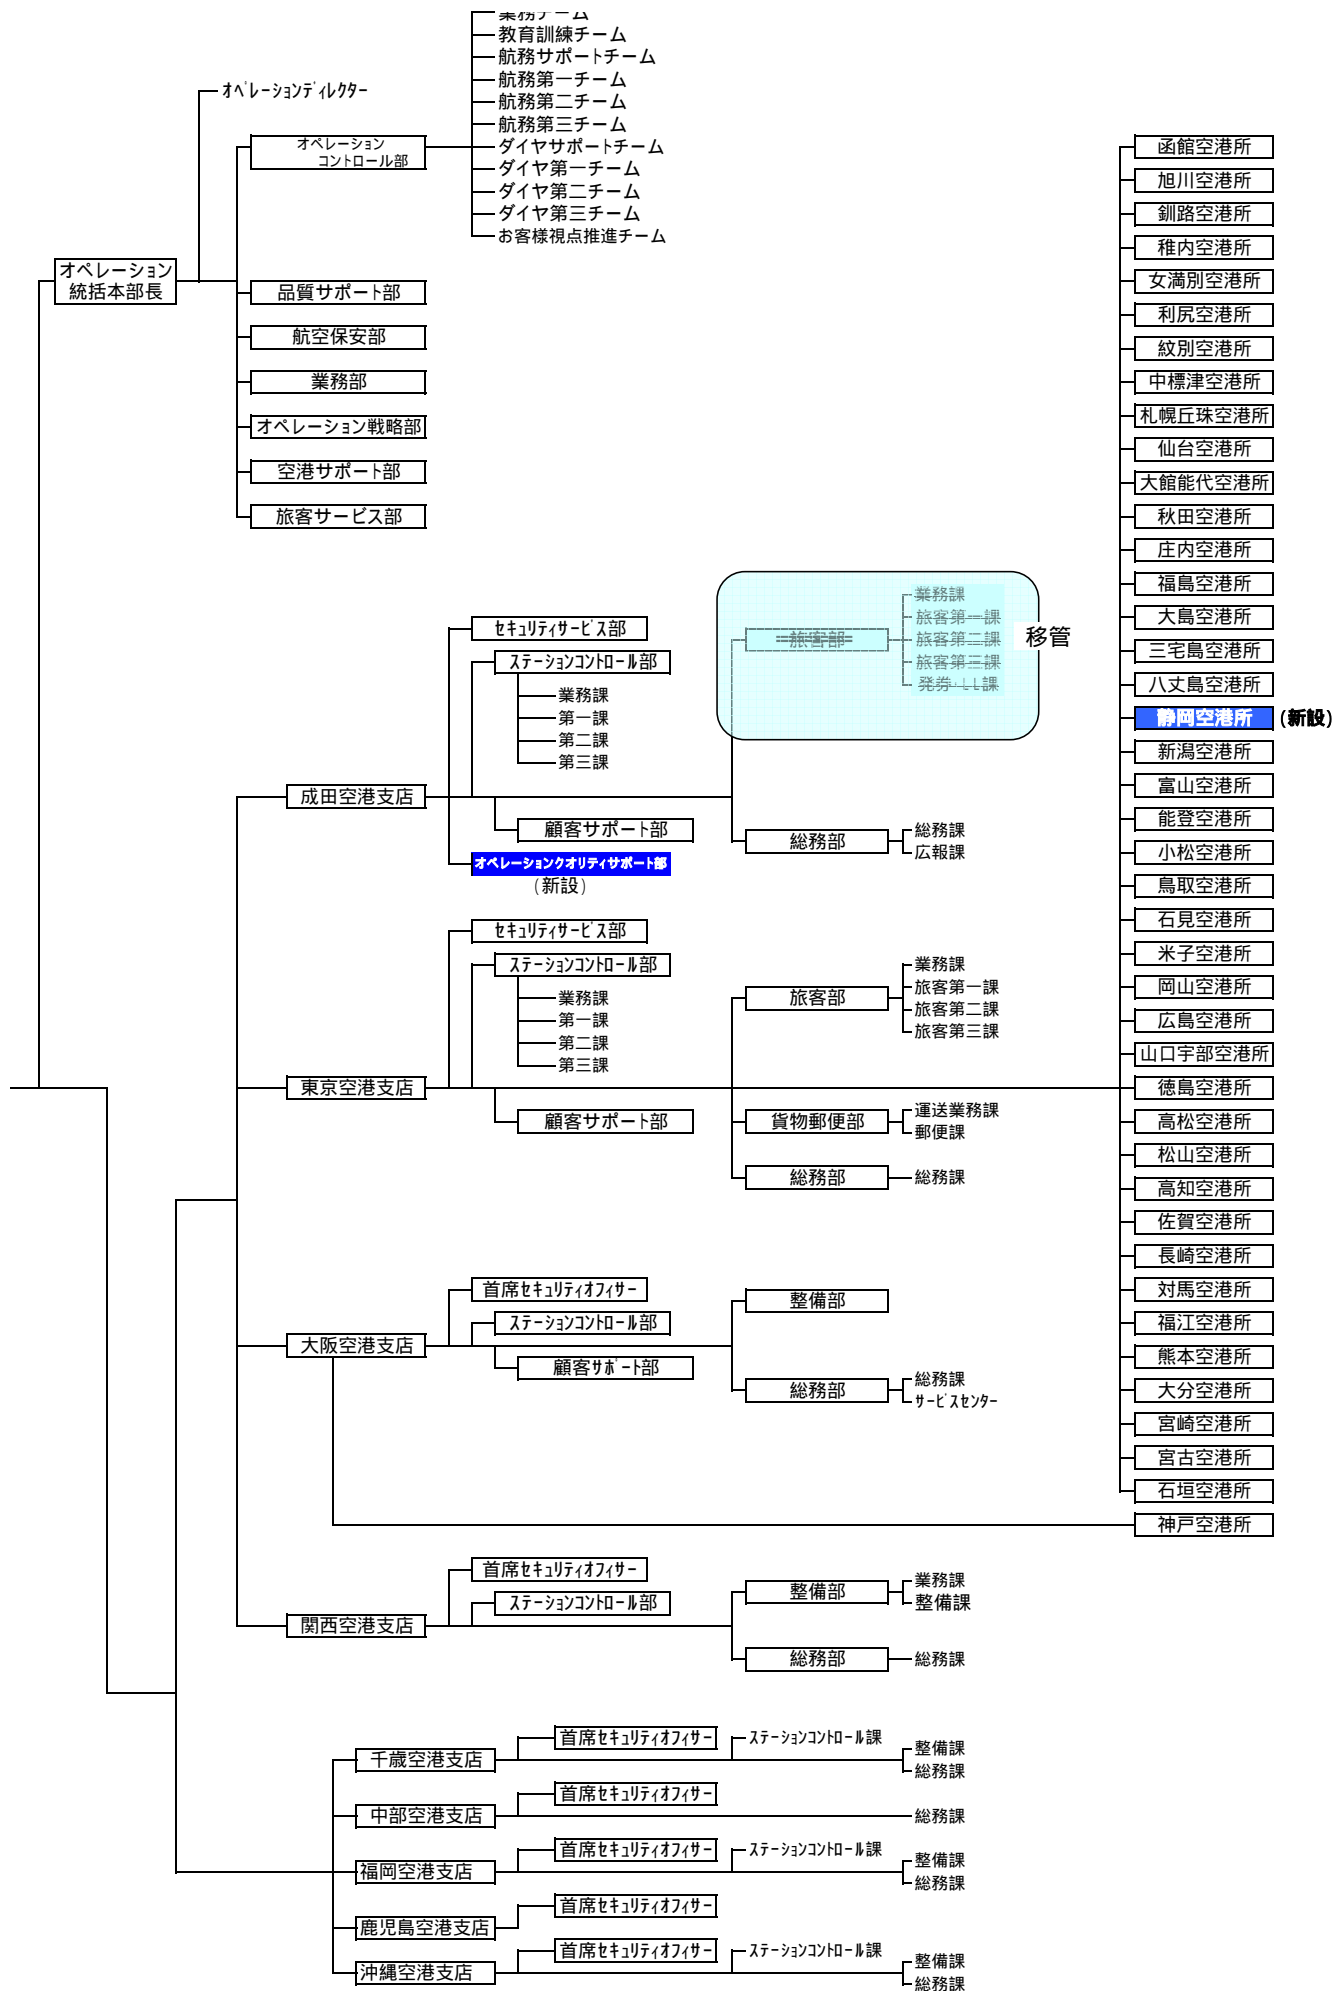 業務チーム
教育訓練チーム
航務サポートチーム
航務第一チーム
航務第二チーム
航務第三チーム
ダイヤサポートチーム
ダイヤ第一チーム
ダイヤ第二チーム
ダイヤ第三チーム
お客様視点推進チーム
ｵﾍﾟﾚｰｼｮﾝﾃﾞｨﾚｸﾀｰ
オペレーション
コントロール部
オペレーション
統括本部長
品質サポート部
航空保安部
業務部
オペレーション戦略部
空港サポート部
旅客サービス部
成田空港支店
ｾｷｭﾘﾃｨｻｰﾋﾞｽ部
ｽﾃｰｼｮﾝｺﾝﾄﾛｰﾙ部
業務課
第一課
第二課
第三課
顧客サポート部
オペレーションクオリティサポート部
（新設）
旅客部
業務課
旅客第一課
旅客第二課
旅客第三課
発券・LL課
移管
総務部
総務課
広報課
東京空港支店
ｾｷｭﾘﾃｨｻｰﾋﾞｽ部
ｽﾃｰｼｮﾝｺﾝﾄﾛｰﾙ部
業務課
第一課
第二課
第三課
顧客サポート部
旅客部
業務課
旅客第一課
旅客第二課
旅客第三課
貨物郵便部
運送業務課
郵便課
総務部
総務課
大阪空港支店
首席ｾｷｭﾘﾃｨｵﾌｨｻｰ
ｽﾃｰｼｮﾝｺﾝﾄﾛｰﾙ部
顧客ｻﾎﾟｰﾄ部
整備部
総務部
総務課
ｻｰﾋﾞｽｾﾝﾀｰ
関西空港支店
首席ｾｷｭﾘﾃｨｵﾌｨｻｰ
ｽﾃｰｼｮﾝｺﾝﾄﾛｰﾙ部
整備部
業務課
整備課
総務部
総務課
千歳空港支店
首席ｾｷｭﾘﾃｨｵﾌｨｻｰ
ｽﾃｰｼｮﾝｺﾝﾄﾛｰﾙ課
整備課
総務課
中部空港支店
首席ｾｷｭﾘﾃｨｵﾌｨｻｰ
総務課
福岡空港支店
首席ｾｷｭﾘﾃｨｵﾌｨｻｰ
ｽﾃｰｼｮﾝｺﾝﾄﾛｰﾙ課
整備課
総務課
鹿児島空港支店
首席ｾｷｭﾘﾃｨｵﾌｨｻｰ
沖縄空港支店
首席ｾｷｭﾘﾃｨｵﾌｨｻｰ
ｽﾃｰｼｮﾝｺﾝﾄﾛｰﾙ課
整備課
総務課
函館空港所
旭川空港所
釧路空港所
稚内空港所
女満別空港所
利尻空港所
紋別空港所
中標津空港所
札幌丘珠空港所
仙台空港所
大館能代空港所
秋田空港所
庄内空港所
福島空港所
大島空港所
三宅島空港所
八丈島空港所
静岡空港所 （新設）
新潟空港所
富山空港所
能登空港所
小松空港所
鳥取空港所
石見空港所
米子空港所
岡山空港所
広島空港所
山口宇部空港所
徳島空港所
高松空港所
松山空港所
高知空港所
佐賀空港所
長崎空港所
対馬空港所
福江空港所
熊本空港所
大分空港所
宮崎空港所
宮古空港所
石垣空港所
神戸空港所